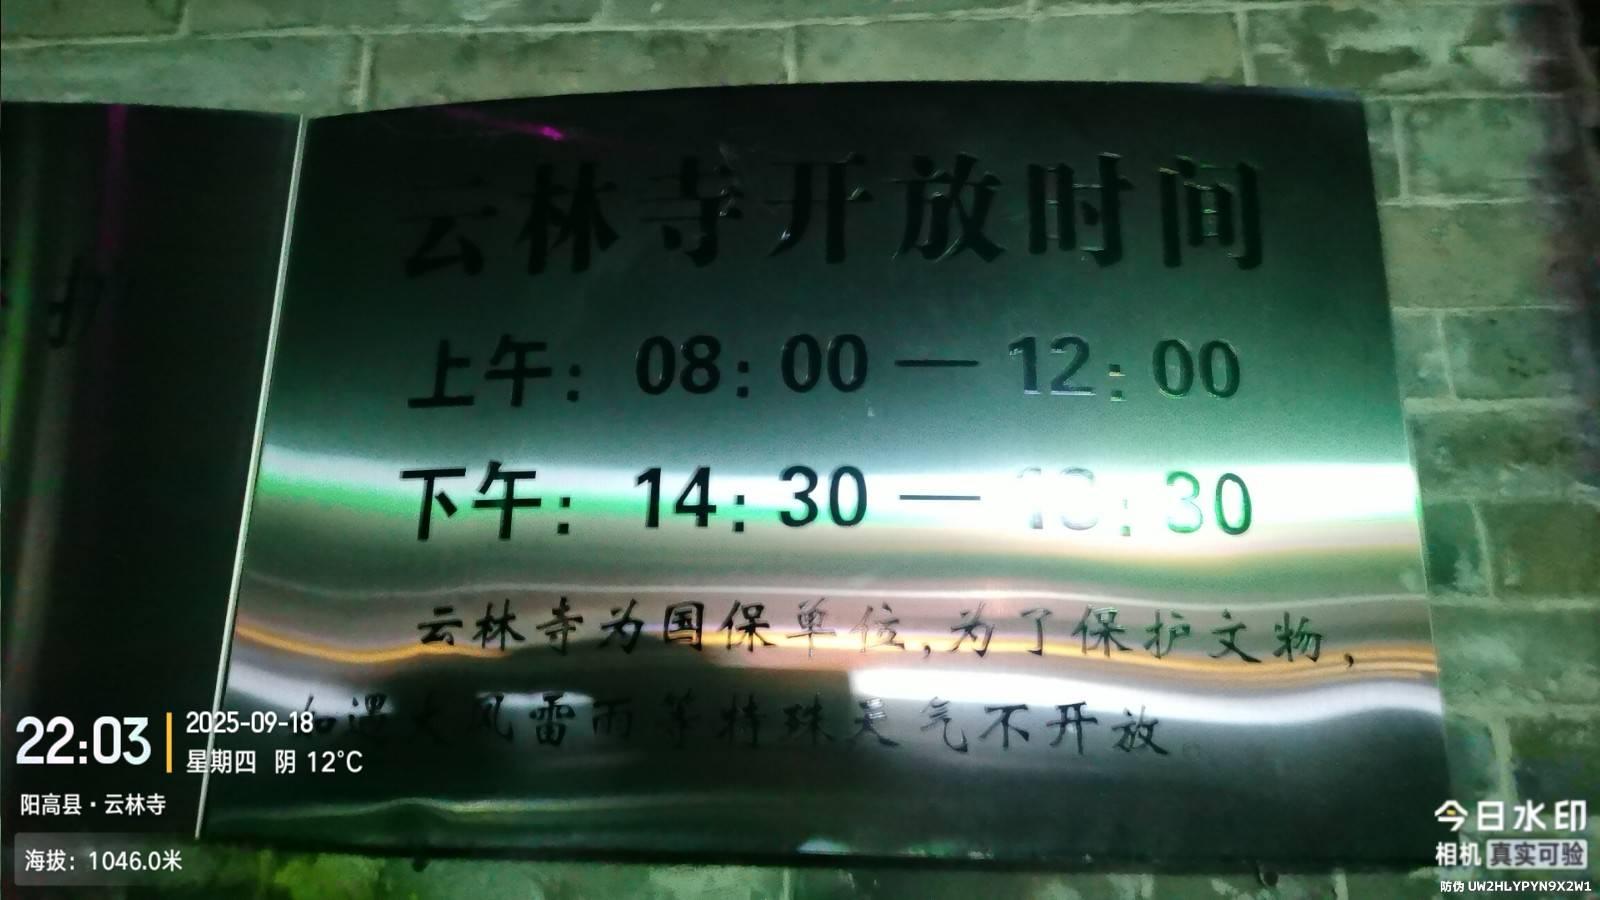 云林寺开放时间
上午：08：00—12：00
下午：14：30—18：30
云林寺为国保单位,为了保护文物，
如遇大风雷雨等特殊天气不开放。
22:03
2025-09-18
星期四 阴 12℃
阳高县·云林寺
海拔：1046.0米
今日水印
相机 真实可验
防伪 UW2HLYPYN9X2W1